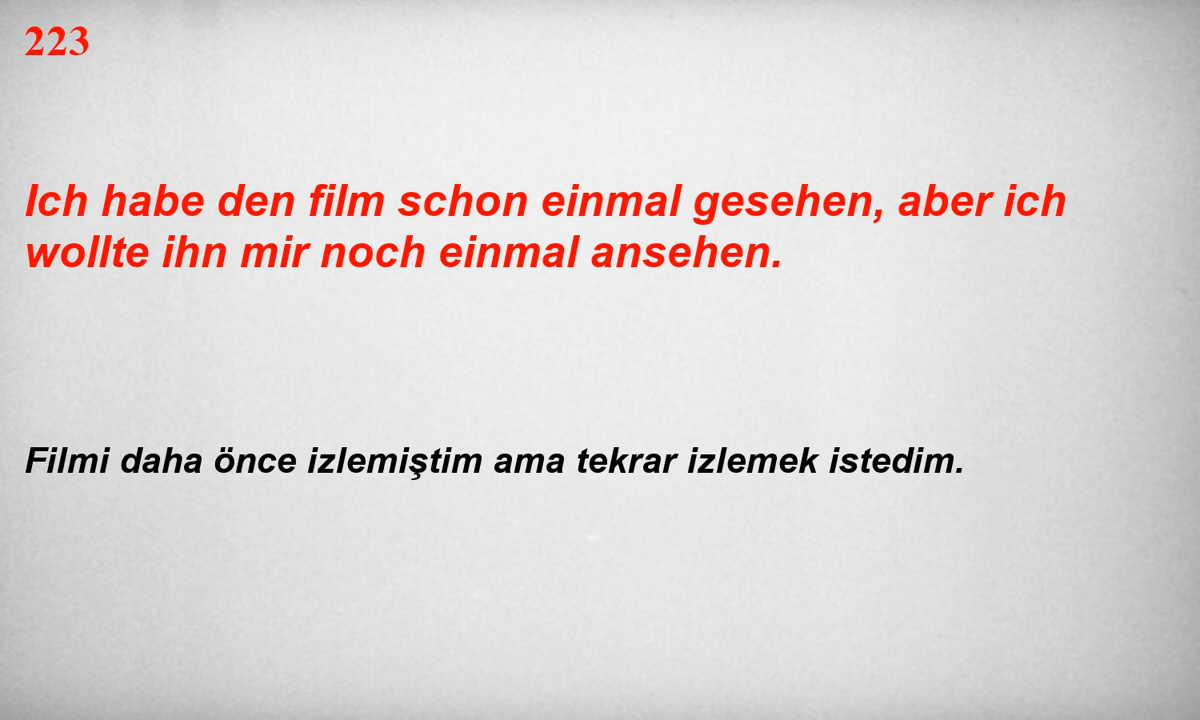 223
Ich habe den film schon einmal gesehen, aber ich
wollte ihn mir noch einmal ansehen.
Filmi daha önce izlemiştim ama tekrar izlemek istedim.